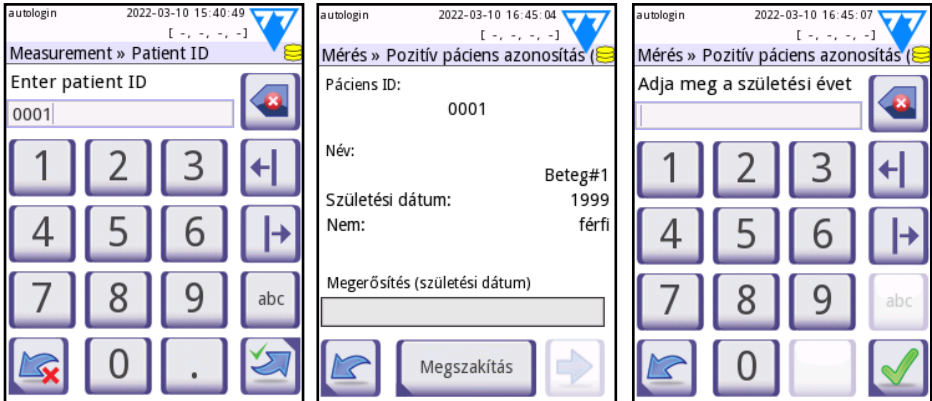 autologin 2022-03-10 15:40:49
[ -, -, -, -]
Measurement » Patient ID
Enter patient ID
0001
1 2 3
4 5 6
7 8 9 abc
0 .
autologin 2022-03-10 16:45:04
[ -, -, -, -]
Mérés » Pozitív páciens azonosítás (
Páciens ID:
0001
Név:
Beteg#1
Születési dátum: 1999
Nem: férfi
Megerősítés (születési dátum)
Megszakítás
autologin 2022-03-10 16:45:07
[ -, -, -, -]
Mérés » Pozitív páciens azonosítás (
Adja meg a születési évet
1 2 3
4 5 6
7 8 9 abc
0